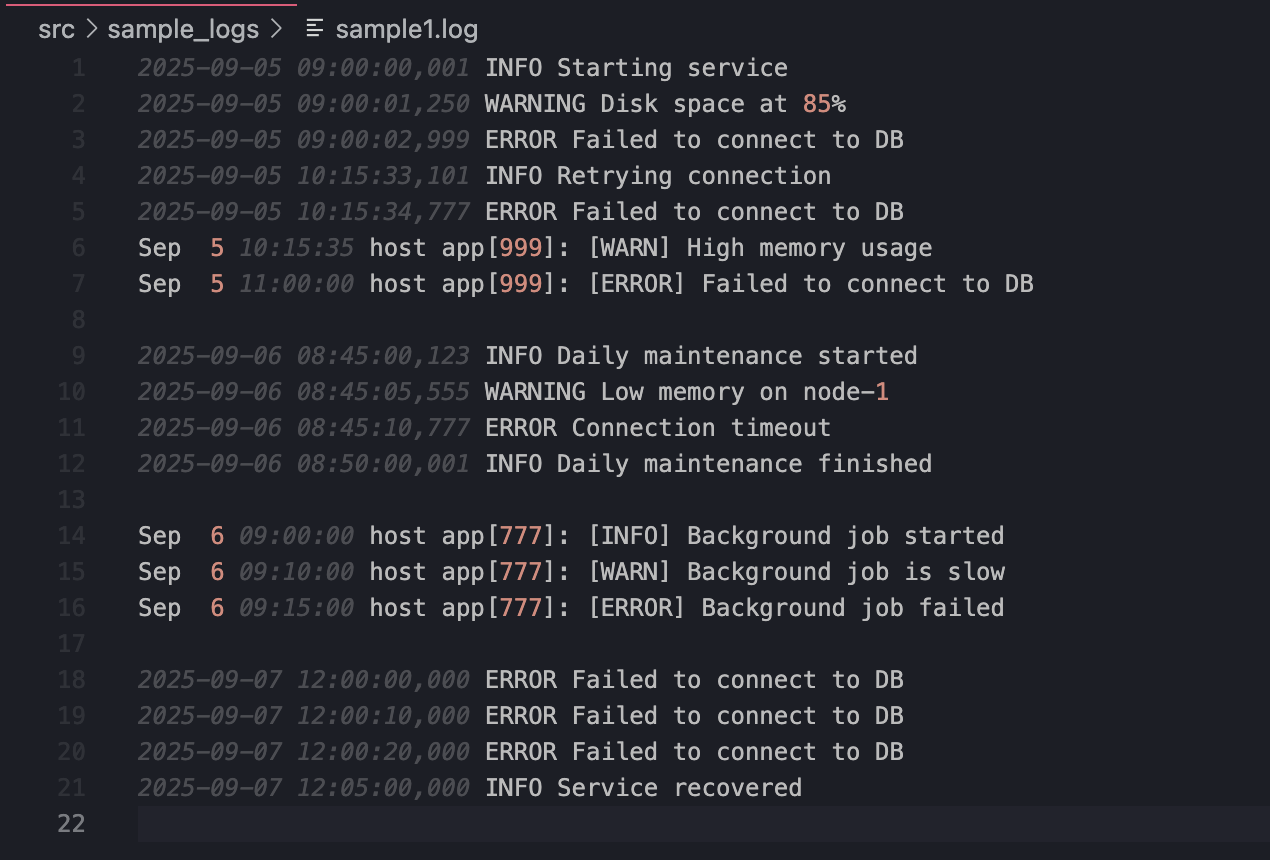 src > sample_logs > sample1.log
1 2025-09-05 09:00:00,001 INFO Starting service
2 2025-09-05 09:00:01,250 WARNING Disk space at 85%
3 2025-09-05 09:00:02,999 ERROR Failed to connect to DB
4 2025-09-05 10:15:33,101 INFO Retrying connection
5 2025-09-05 10:15:34,777 ERROR Failed to connect to DB
6 Sep  5 10:15:35 host app[999]: [WARN] High memory usage
7 Sep  5 11:00:00 host app[999]: [ERROR] Failed to connect to DB
8
9 2025-09-06 08:45:00,123 INFO Daily maintenance started
10 2025-09-06 08:45:05,555 WARNING Low memory on node-1
11 2025-09-06 08:45:10,777 ERROR Connection timeout
12 2025-09-06 08:50:00,001 INFO Daily maintenance finished
13
14 Sep  6 09:00:00 host app[777]: [INFO] Background job started
15 Sep  6 09:10:00 host app[777]: [WARN] Background job is slow
16 Sep  6 09:15:00 host app[777]: [ERROR] Background job failed
17
18 2025-09-07 12:00:00,000 ERROR Failed to connect to DB
19 2025-09-07 12:00:10,000 ERROR Failed to connect to DB
20 2025-09-07 12:00:20,000 ERROR Failed to connect to DB
21 2025-09-07 12:05:00,000 INFO Service recovered
22